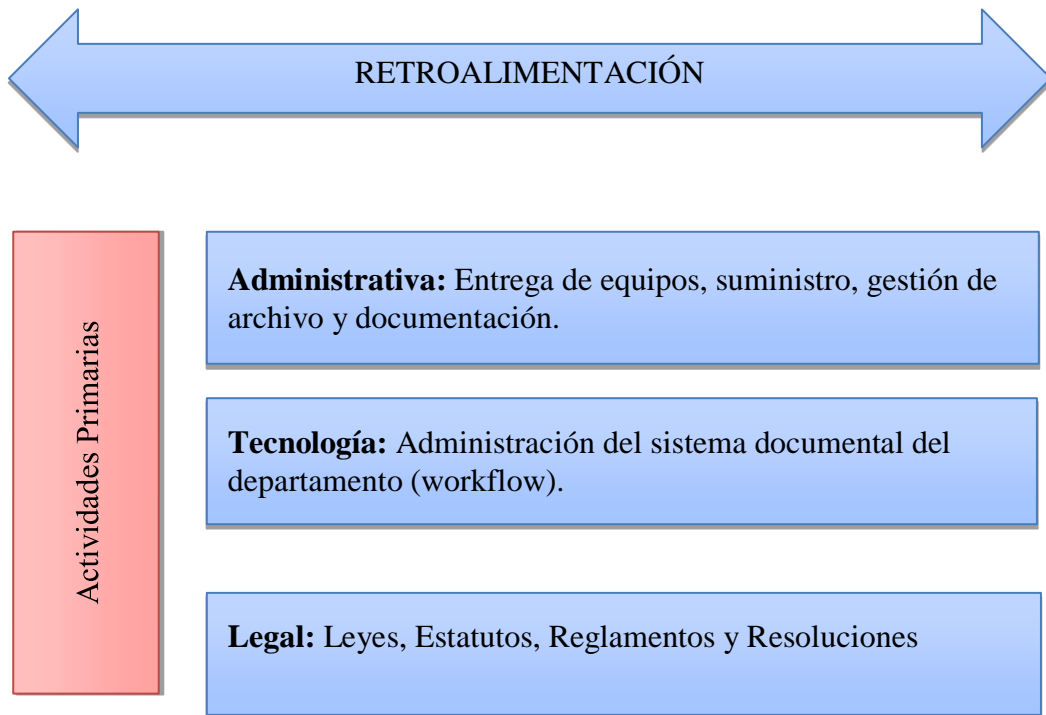 RETROALIMENTACIÓN
Actividades Primarias
Administrativa: Entrega de equipos, suministro, gestión de
archivo y documentación.
Tecnología: Administración del sistema documental del
departamento (workflow).
Legal: Leyes, Estatutos, Reglamentos y Resoluciones